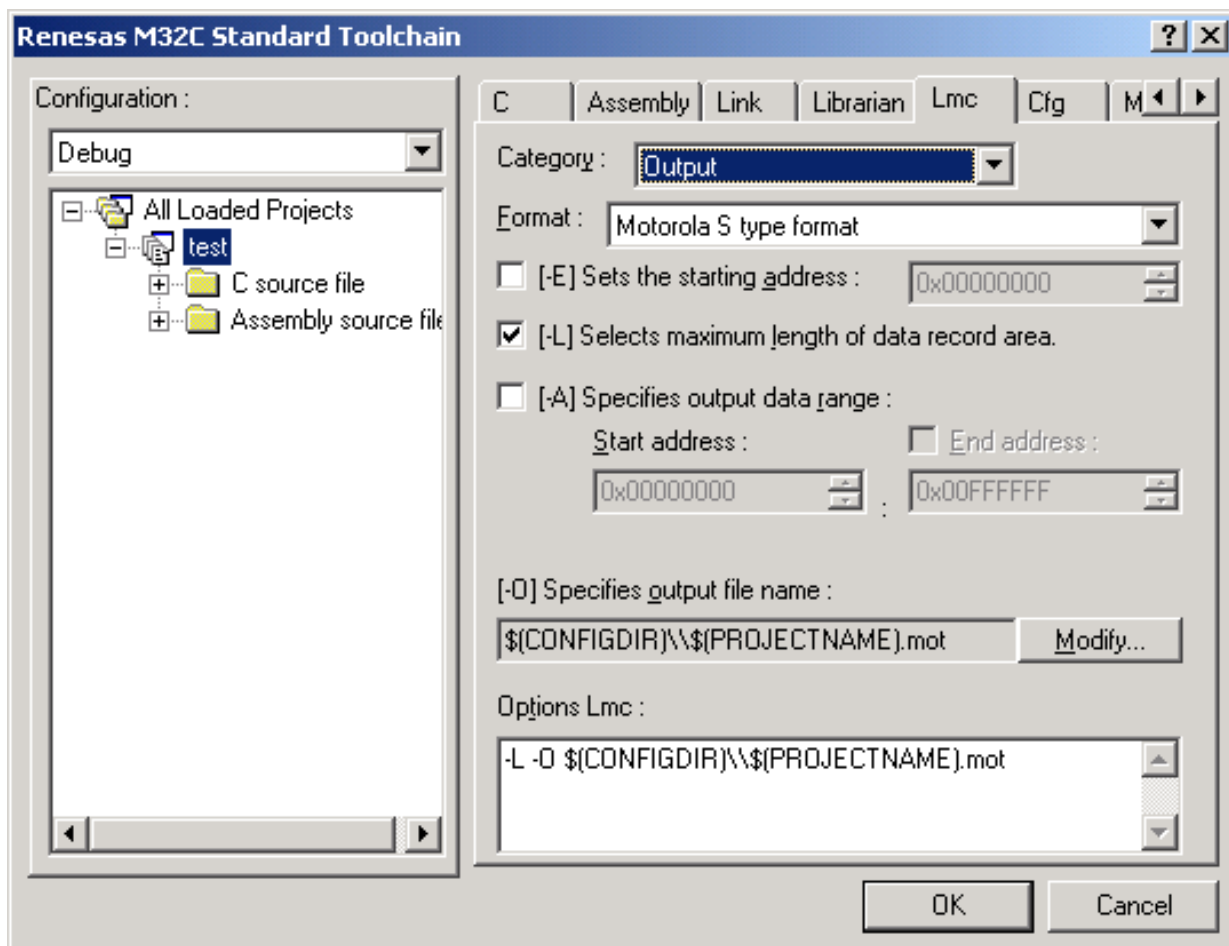 Renesas M32C Standard Toolchain
Configuration :
Debug
All Loaded Projects
test
C source file
Assembly source file
C Assembly Link Librarian Lmc Cfg M
Category : Output
Format : Motorola S type format
[-E] Sets the starting address : 0x00000000
[-L] Selects maximum length of data record area.
[-A] Specifies output data range :
Start address : End address :
0x00000000 : 0x00FFFFFF
[-O] Specifies output file name :
$(CONFIGDIR)\\$(PROJECTNAME).mot Modify...
Options Lmc :
-L -O $(CONFIGDIR)\\$(PROJECTNAME).mot
OK Cancel